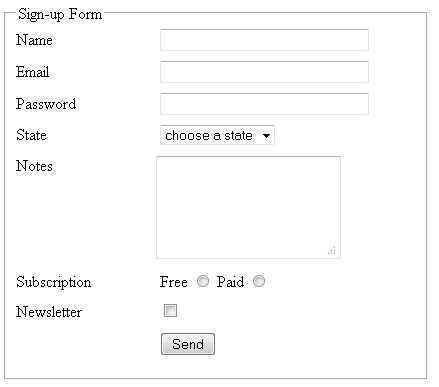 Sign-up Form
Name
Email
Password
State choose a state
Notes
Subscription Free Paid
Newsletter
Send